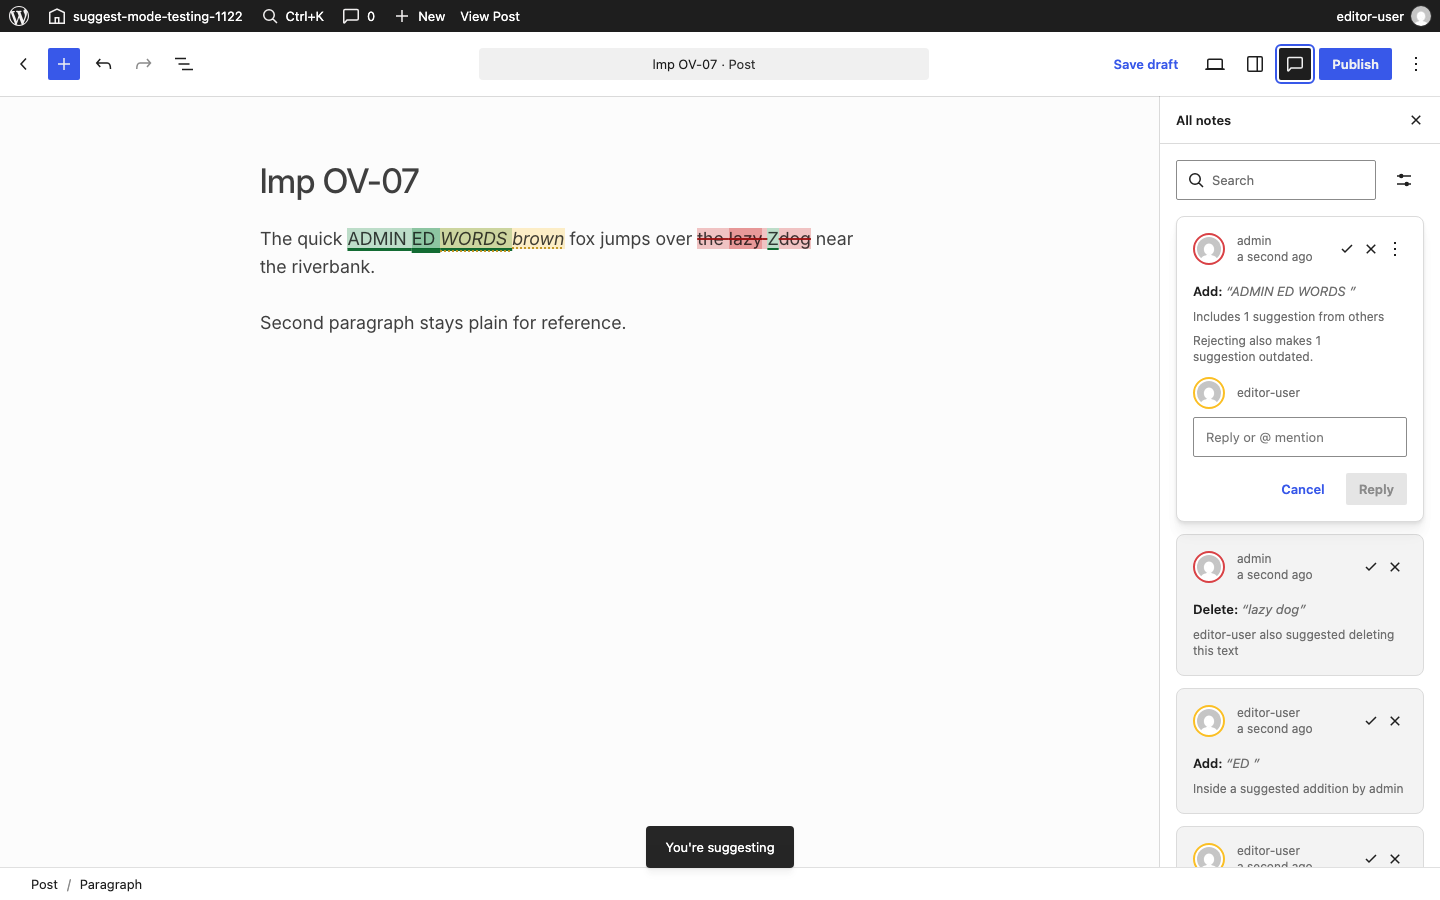 suggest-mode-testing-1122 Ctrl+K 0 New View Post editor-user
Imp OV-07 · Post Save draft Publish
All notes
Search
Imp OV-07
The quick ADMIN ED WORDS brown fox jumps over the lazy Zdog near
the riverbank.
Second paragraph stays plain for reference.
admin
a second ago
Add: “ADMIN ED WORDS ”
Includes 1 suggestion from others
Rejecting also makes 1
suggestion outdated.
editor-user
Reply or @ mention
Cancel Reply
admin
a second ago
Delete: “lazy dog”
editor-user also suggested deleting
this text
editor-user
a second ago
Add: “ED ”
Inside a suggested addition by admin
editor-user
a second ago
You're suggesting
Post / Paragraph